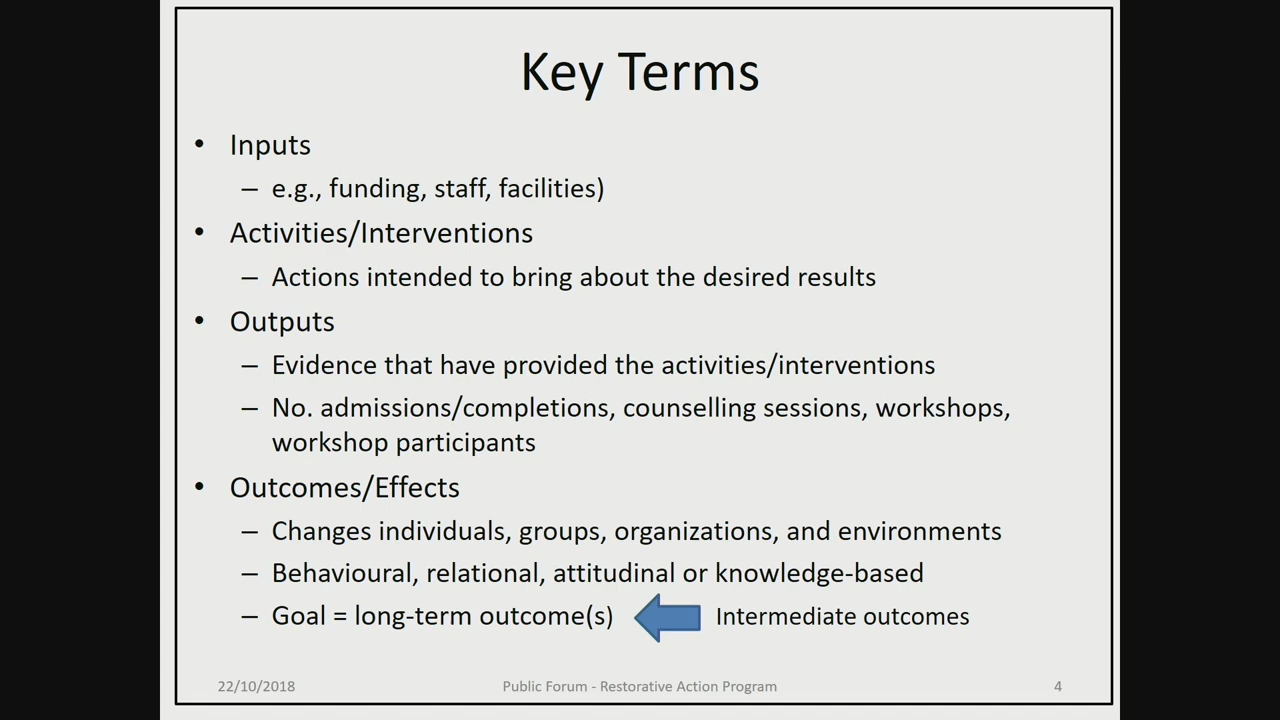 Key Terms
• Inputs
– e.g., funding, staff, facilities)
• Activities/Interventions
– Actions intended to bring about the desired results
• Outputs
– Evidence that have provided the activities/interventions
– No. admissions/completions, counselling sessions, workshops,
workshop participants
• Outcomes/Effects
– Changes individuals, groups, organizations, and environments
– Behavioural, relational, attitudinal or knowledge-based
– Goal = long-term outcome(s) Intermediate outcomes
22/10/2018 Public Forum - Restorative Action Program 4